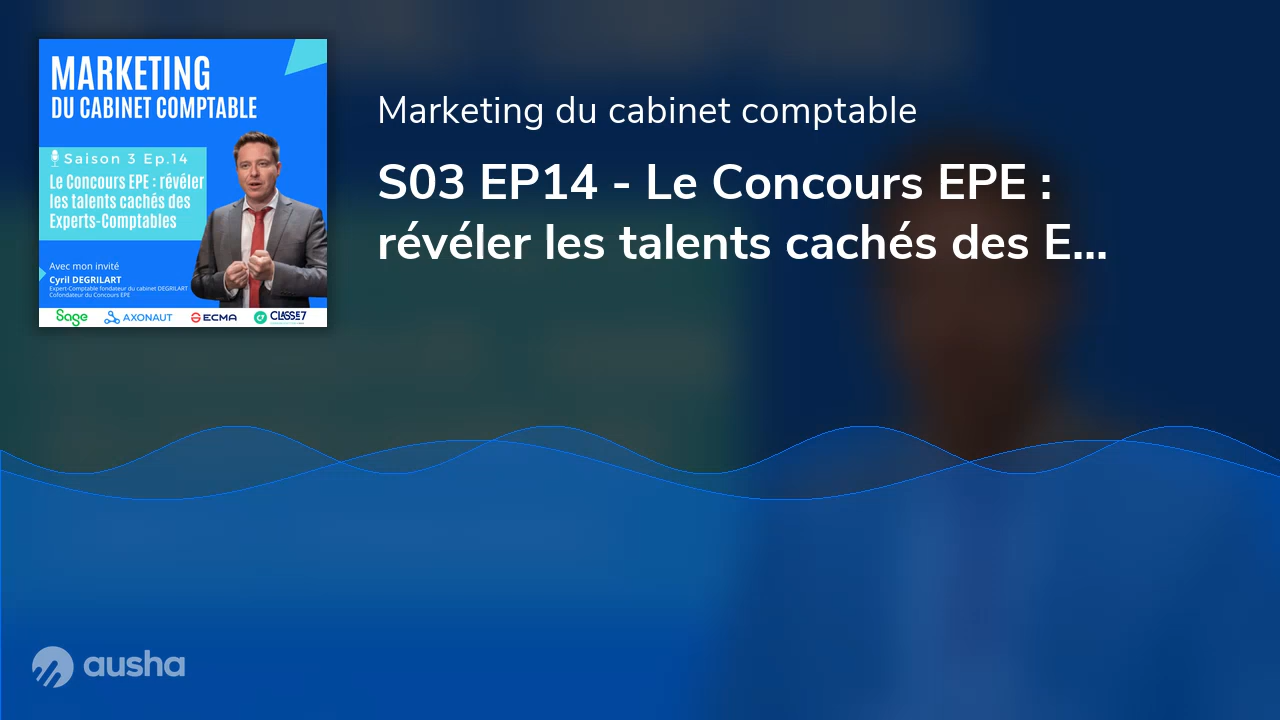 MARKETING
DU CABINET COMPTABLE
Saison 3 Ep.14
Le Concours EPE : révéler
les talents cachés des
Experts-Comptables
Avec mon invité
Cyril DEGRILART
Expert-Comptable fondateur du cabinet DEGRILART
Cofondateur du Concours EPE
Sage AXONAUT ECMA CLASSE7
Marketing du cabinet comptable
S03 EP14 - Le Concours EPE :
révéler les talents cachés des E...
ausha